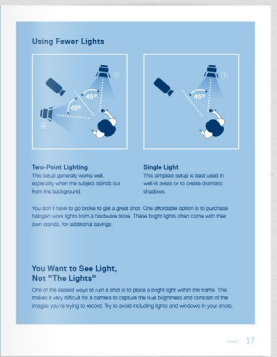 Using Fewer Lights
45°
45°
45°
Two-Point Lighting
This setup generally works well,
especially when the subject stands out
from the background.
Single Light
This simplest setup is best used in
well-lit areas or to create dramatic
shadows.
You don't have to go broke to get a great shot. One affordable option is to purchase
halogen work lights from a hardware store. These bright lights often come with their
own stands, for additional savings.
You Want to See Light,
Not "The Lights"
One of the easiest ways to ruin a shot is to place a bright light within the frame. This
makes it very difficult for a camera to capture the true brightness and contrast of the
images you're trying to record. Try to avoid including lights and windows in your shots.
17